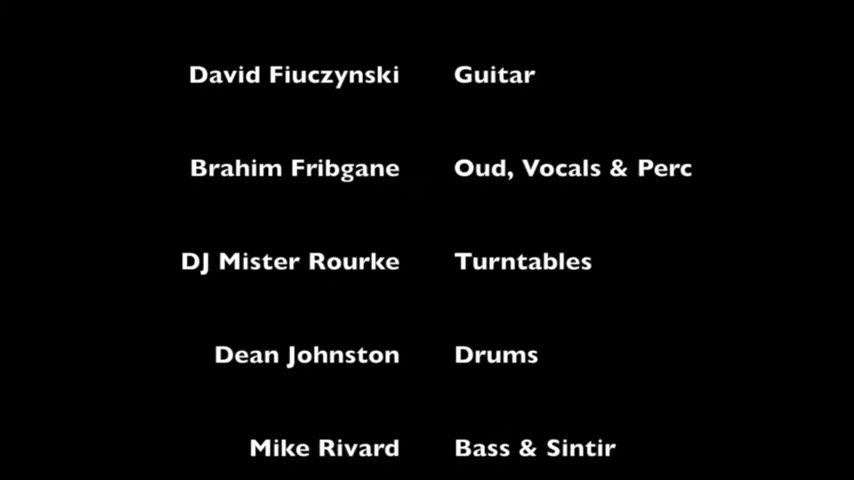 David Fiuczynski Guitar
Brahim Fribgane Oud, Vocals & Perc
DJ Mister Rourke Turntables
Dean Johnston Drums
Mike Rivard Bass & Sintir